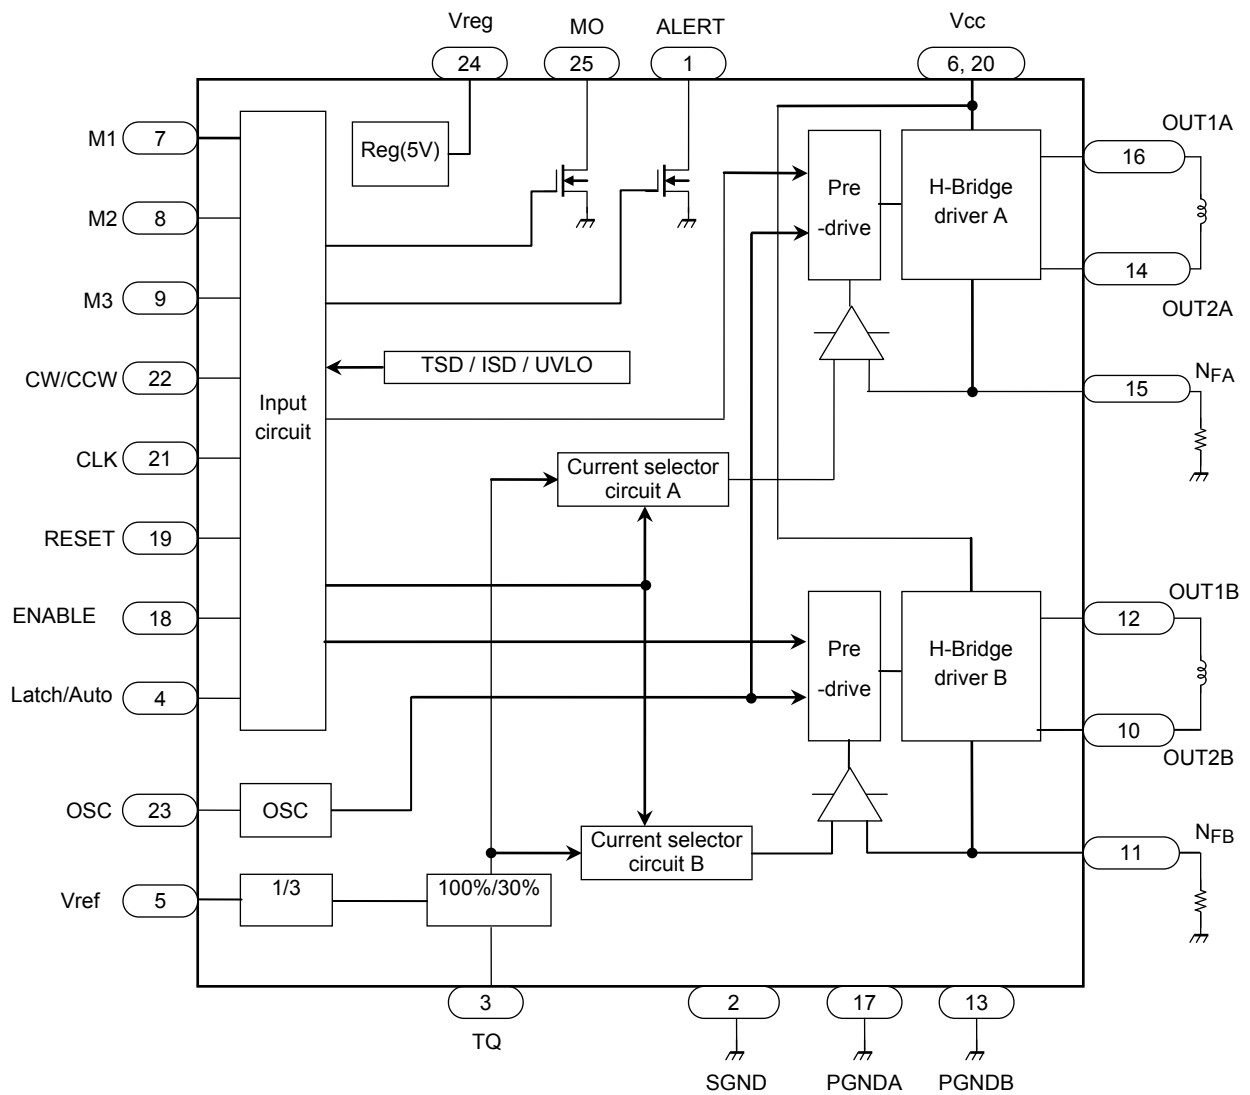 Vreg
MO
ALERT
Vcc
24
25
1
6, 20
M1
7
M2
8
M3
9
CW/CCW
22
CLK
21
RESET
19
ENABLE
18
Latch/Auto
4
OSC
23
Vref
5
Input
circuit
Reg(5V)
TSD / ISD / UVLO
Current selector
circuit A
Current selector
circuit B
OSC
1/3
100%/30%
Pre
-drive
H-Bridge
driver A
Pre
-drive
H-Bridge
driver B
OUT1A
16
14
OUT2A
NFA
15
OUT1B
12
10
OUT2B
NFB
11
3
TQ
2
SGND
17
PGNDA
13
PGNDB